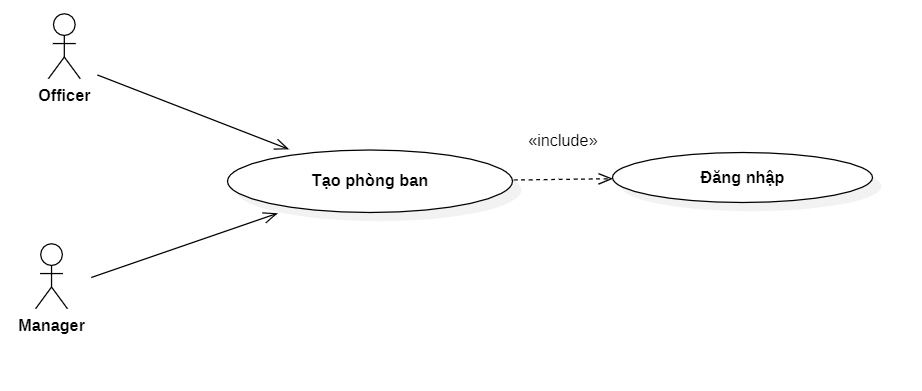 Officer
«include»
Tạo phòng ban
Đăng nhập
Manager